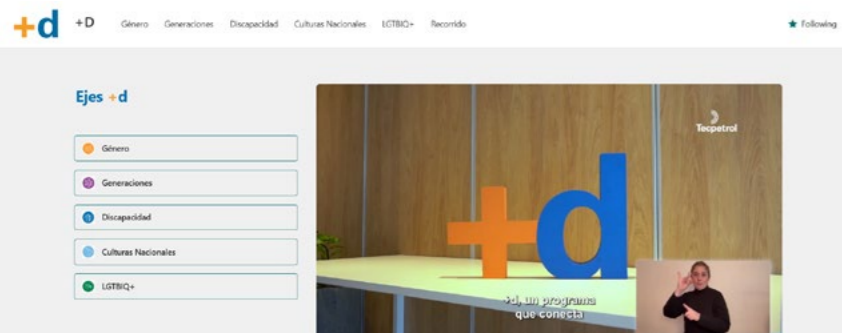 +d
+D Género Generaciones Discapacidad Culturas Nacionales LGTBIQ+ Recorrido Following
Ejes +d
Género
Generaciones
Discapacidad
Culturas Nacionales
LGTBIQ+
Tecpetrol
+d
+d, un programa
que conecta